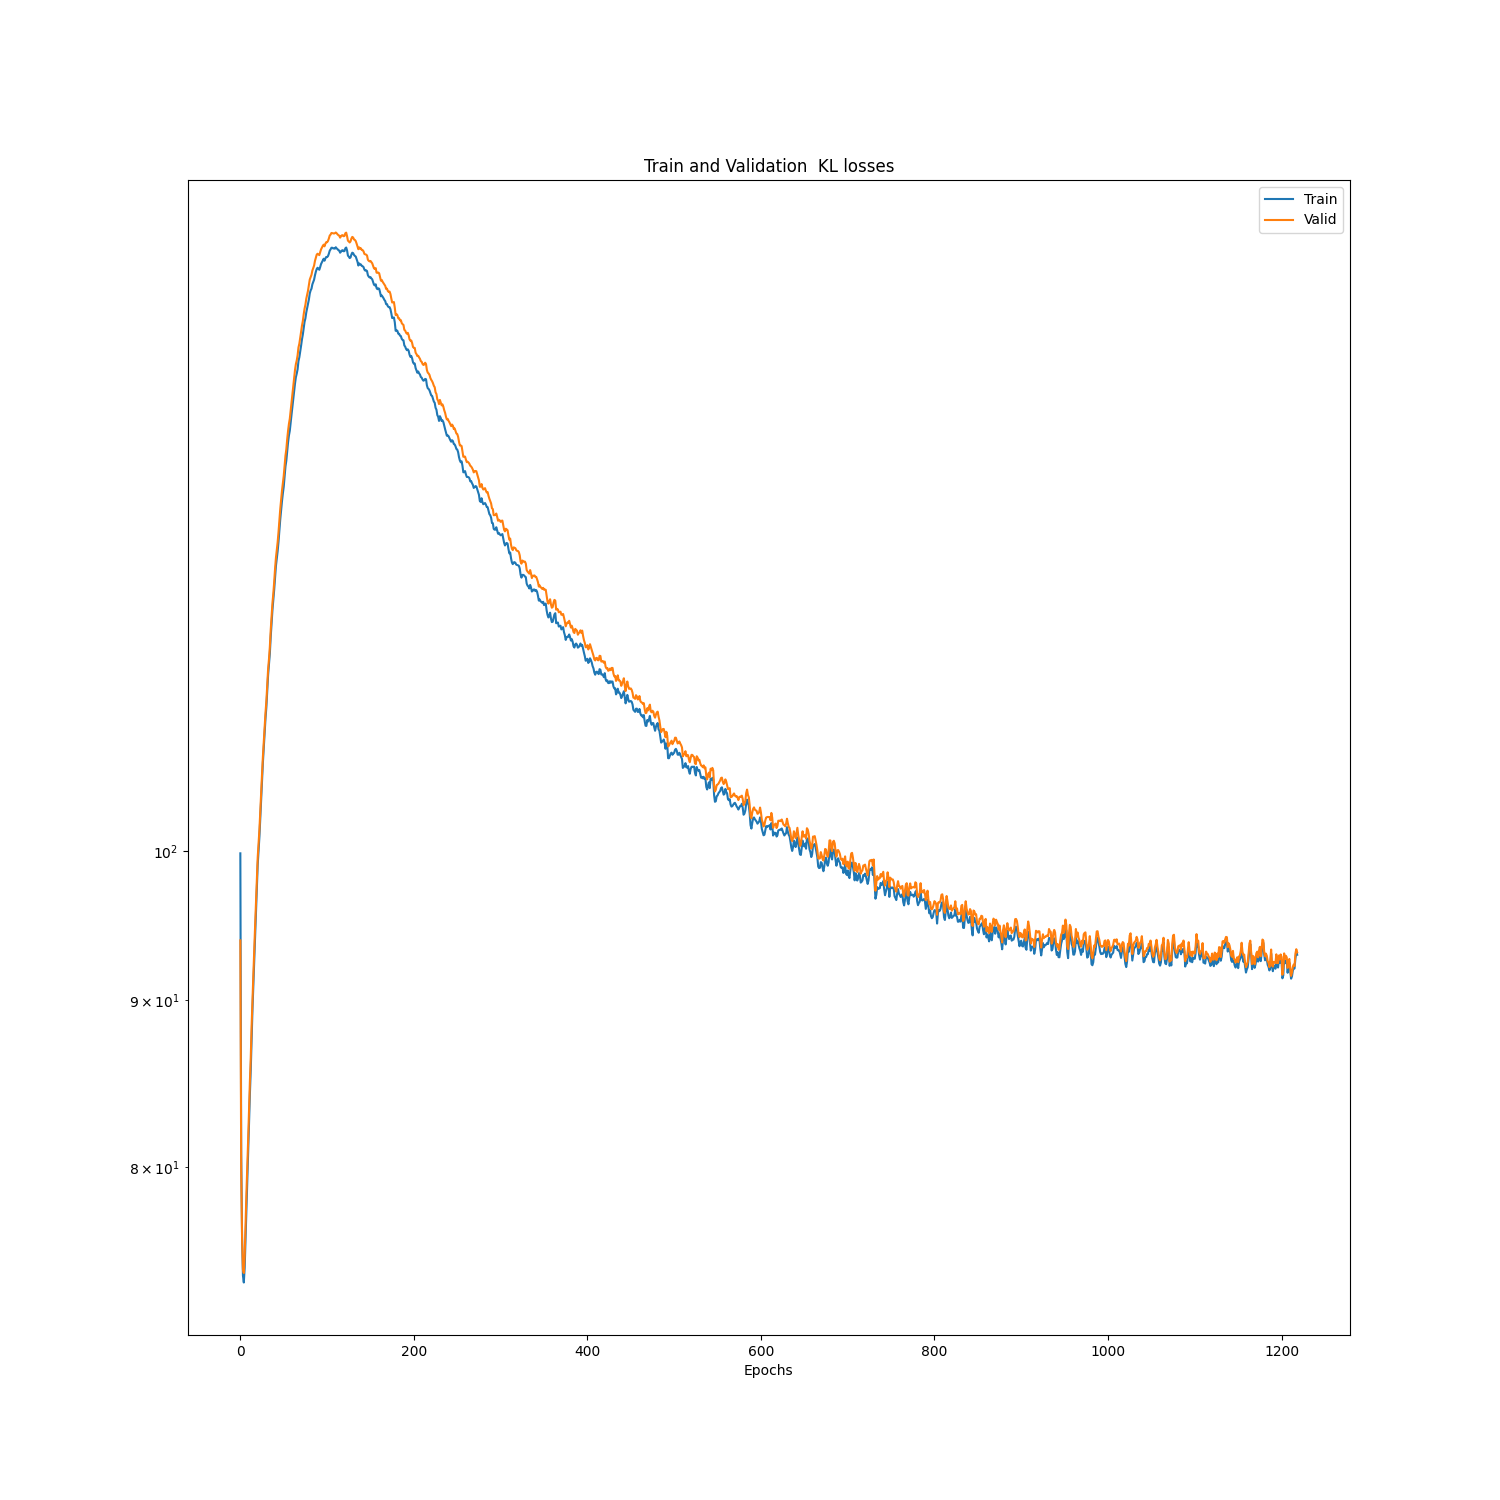 Train and Validation  KL losses
Train
Valid
10²
9 × 10¹
8 × 10¹
0 200 400 600 800 1000 1200
Epochs